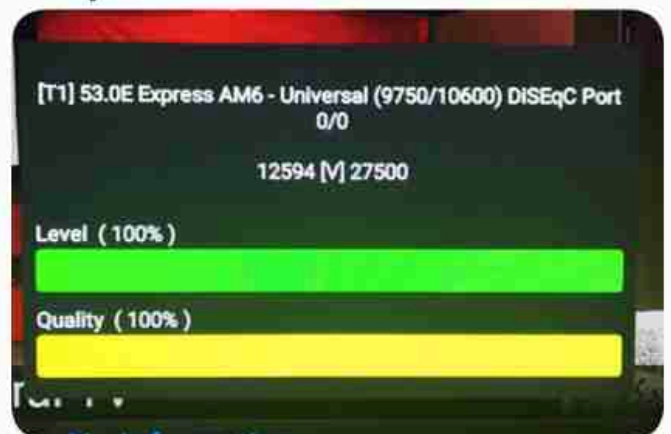 [T1] 53.0E Express AM6 - Universal (9750/10600) DiSEqC Port
0/0
12594 [V] 27500
Level ( 100% )
Quality ( 100% )